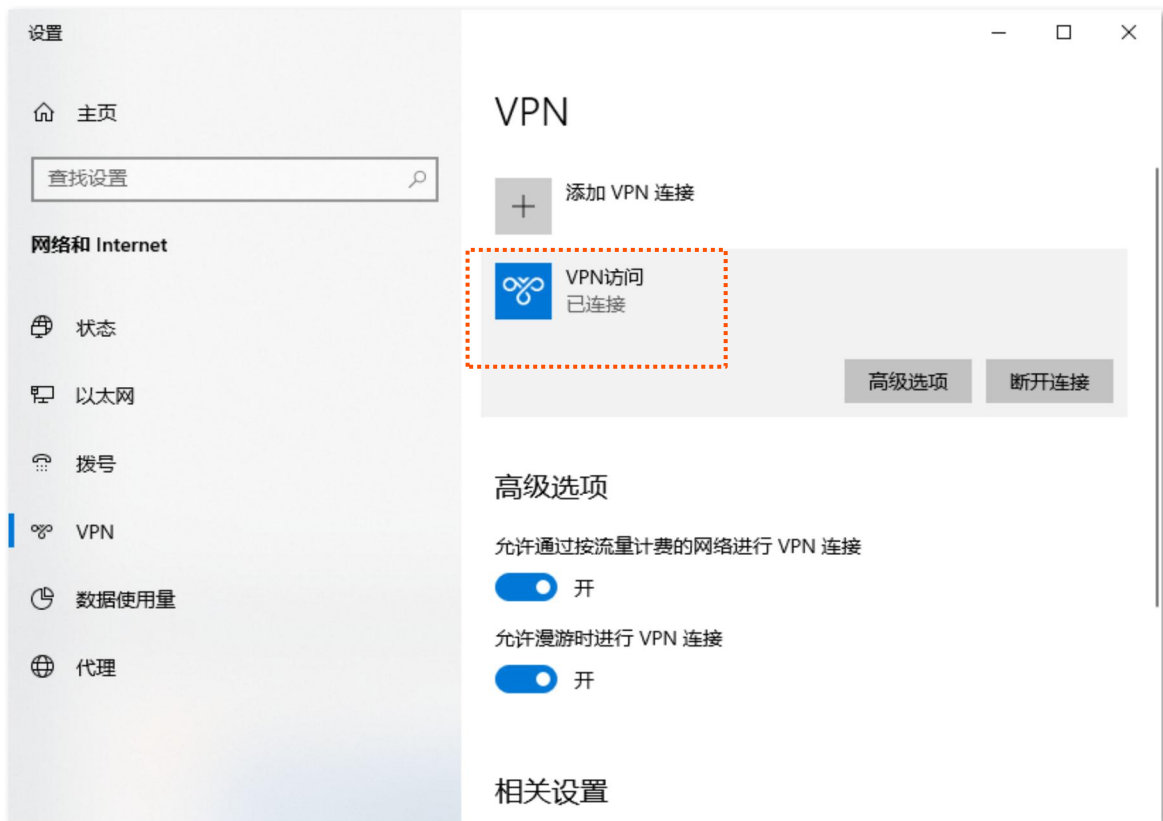 设置
主页
查找设置
网络和 Internet
状态
以太网
拨号
VPN
数据使用量
代理
VPN
添加 VPN 连接
VPN访问
已连接
高级选项
断开连接
高级选项
允许通过按流量计费的网络进行 VPN 连接
开
允许漫游时进行 VPN 连接
开
相关设置